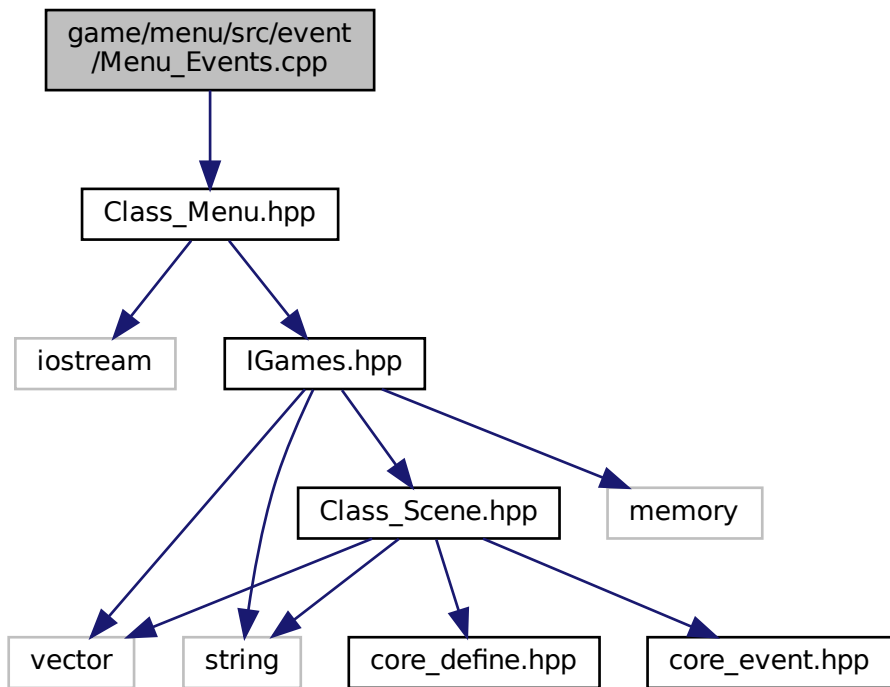 game/menu/src/event
/Menu_Events.cpp
Class_Menu.hpp
iostream
IGames.hpp
Class_Scene.hpp
memory
vector
string
core_define.hpp
core_event.hpp